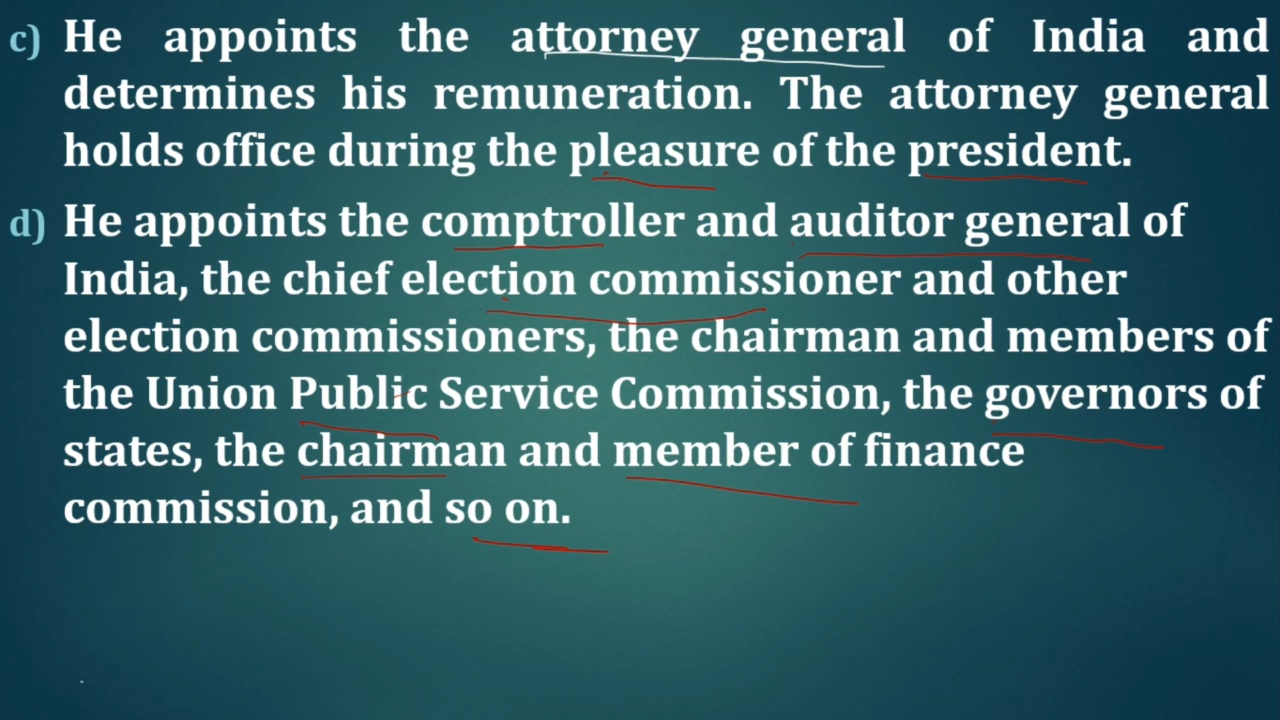 c) He appoints the attorney general of India and
determines his remuneration. The attorney general
holds office during the pleasure of the president.
d) He appoints the comptroller and auditor general of
India, the chief election commissioner and other
election commissioners, the chairman and members of
the Union Public Service Commission, the governors of
states, the chairman and member of finance
commission, and so on.